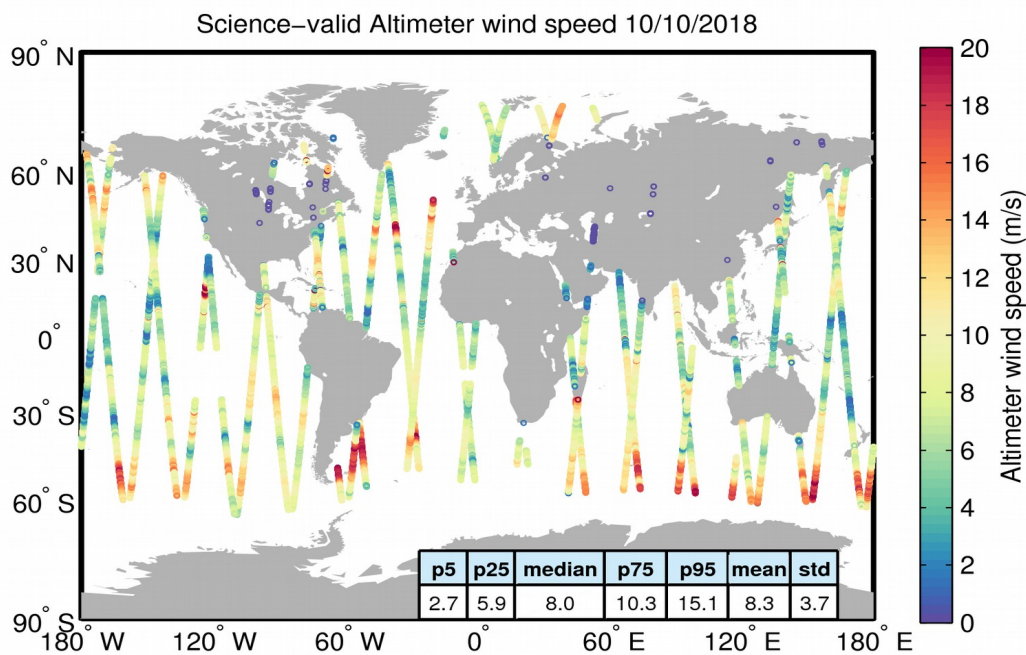 Science−valid Altimeter wind speed 10/10/2018
90° N
60° N
30° N
0°
30° S
60° S
90° S
180° W
120° W
60° W
0°
60° E
120° E
180° E
20
18
16
14
12
10
8
6
4
2
0
Altimeter wind speed (m/s)
p5 p25 median p75 p95 mean std
2.7 5.9 8.0 10.3 15.1 8.3 3.7